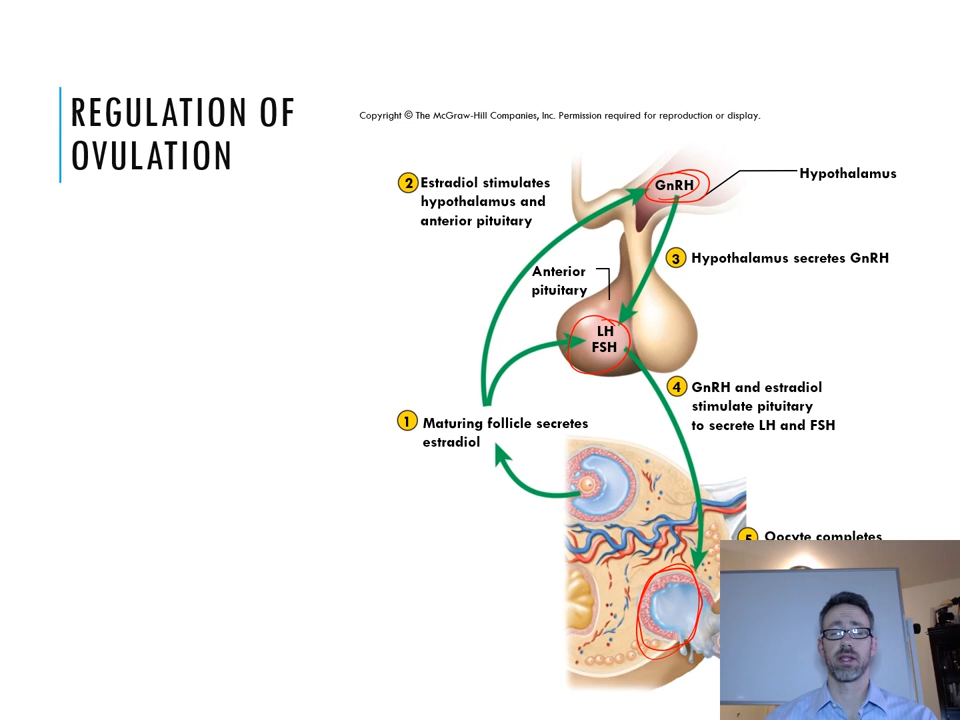 REGULATION OF
OVULATION
Copyright © The McGraw-Hill Companies, Inc. Permission required for reproduction or display.
2 Estradiol stimulates
hypothalamus and
anterior pituitary
GnRH
Hypothalamus
3 Hypothalamus secretes GnRH
Anterior
pituitary
LH
FSH
4 GnRH and estradiol
stimulate pituitary
to secrete LH and FSH
1 Maturing follicle secretes
estradiol
5 Oocyte completes